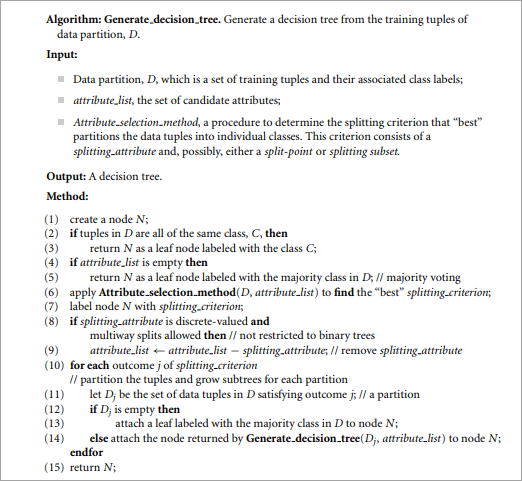 Algorithm: Generate_decision_tree. Generate a decision tree from the training tuples of
data partition, D.
Input:
Data partition, D, which is a set of training tuples and their associated class labels;
attribute_list, the set of candidate attributes;
Attribute_selection_method, a procedure to determine the splitting criterion that “best”
partitions the data tuples into individual classes. This criterion consists of a
splitting_attribute and, possibly, either a split-point or splitting subset.
Output: A decision tree.
Method:
(1) create a node N;
(2) if tuples in D are all of the same class, C, then
(3) return N as a leaf node labeled with the class C;
(4) if attribute_list is empty then
(5) return N as a leaf node labeled with the majority class in D; // majority voting
(6) apply Attribute_selection_method(D, attribute_list) to find the “best” splitting_criterion;
(7) label node N with splitting_criterion;
(8) if splitting_attribute is discrete-valued and
multiway splits allowed then // not restricted to binary trees
(9) attribute_list ← attribute_list − splitting_attribute; // remove splitting_attribute
(10) for each outcome j of splitting_criterion
// partition the tuples and grow subtrees for each partition
(11) let Dj be the set of data tuples in D satisfying outcome j; // a partition
(12) if Dj is empty then
(13) attach a leaf labeled with the majority class in D to node N;
(14) else attach the node returned by Generate_decision_tree(Dj, attribute_list) to node N;
endfor
(15) return N;